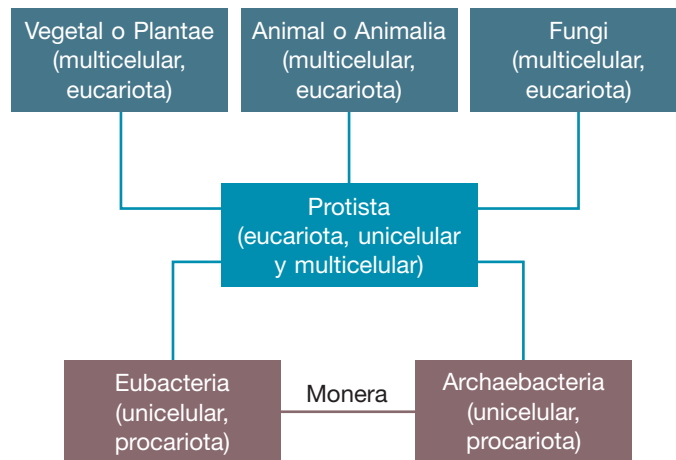 Vegetal o Plantae
(multicelular,
eucariota)
Animal o Animalia
(multicelular,
eucariota)
Fungi
(multicelular,
eucariota)
Protista
(eucariota, unicelular
y multicelular)
Eubacteria
(unicelular,
procariota)
Monera
Archaebacteria
(unicelular,
procariota)